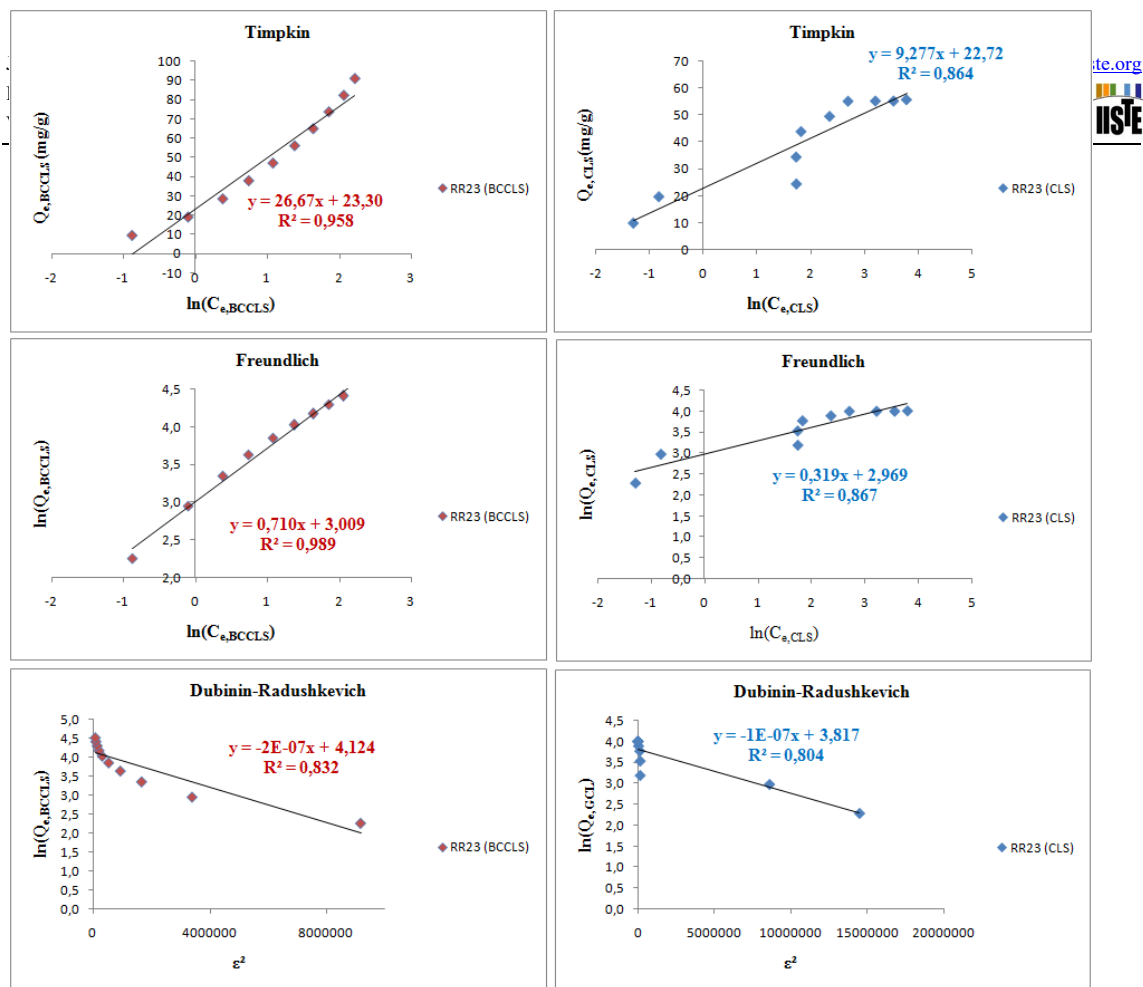 Timpkin
y = 26,67x + 23,30
R² = 0,958
Q e,BCCLS (mg/g)
100
90
80
70
60
50
40
30
20
10
0
-10
-2 -1 0 1 2 3
ln(C e,BCCLS)
RR23 (BCCLS)
Timpkin
y = 9,277x + 22,72
R² = 0,864
Q e,CLS (mg/g)
70
60
50
40
30
20
10
0
-2 -1 0 1 2 3 4 5
ln(C e,CLS)
RR23 (CLS)
ste.org
IISTE
Freundlich
y = 0,710x + 3,009
R² = 0,989
ln(Q e,BCCLS)
4,5
4,0
3,5
3,0
2,5
2,0
-2 -1 0 1 2 3
ln(C e,BCCLS)
RR23 (BCCLS)
Freundlich
y = 0,319x + 2,969
R² = 0,867
ln(Q e,CLS)
4,5
4,0
3,5
3,0
2,5
2,0
1,5
1,0
0,5
0,0
-2 -1 0 1 2 3 4 5
ln(C e,CLS)
RR23 (CLS)
Dubinin-Radushkevich
y = -2E-07x + 4,124
R² = 0,832
ln(Q e,BCCLS)
5,0
4,5
4,0
3,5
3,0
2,5
2,0
1,5
1,0
0,5
0,0
0 4000000 8000000
ε²
RR23 (BCCLS)
Dubinin-Radushkevich
y = -1E-07x + 3,817
R² = 0,804
ln(Q e,GCL)
4,5
4,0
3,5
3,0
2,5
2,0
1,5
1,0
0,5
0,0
0 5000000 10000000 15000000 20000000
ε²
RR23 (CLS)